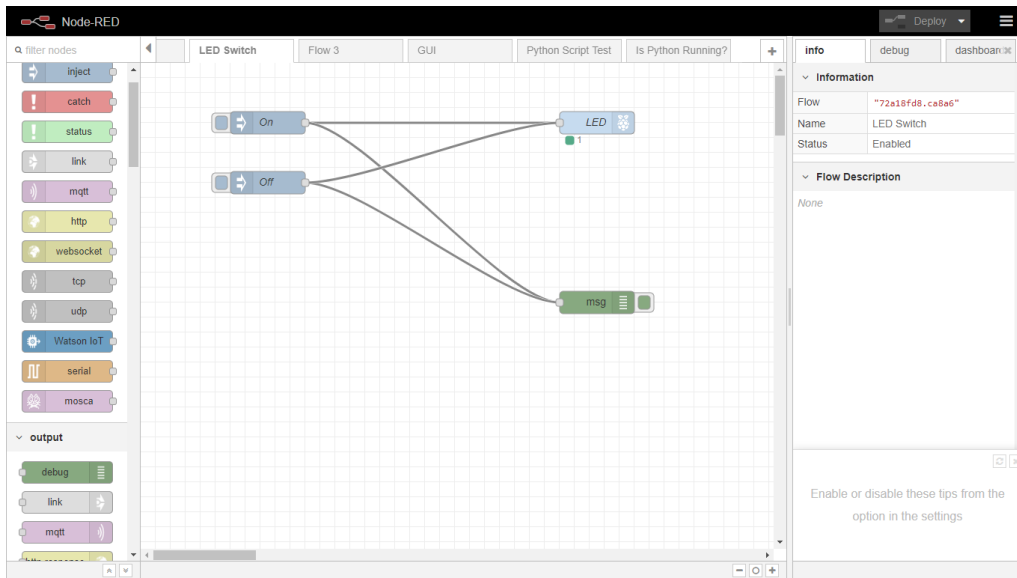 Node-RED
Deploy
filter nodes
LED Switch
Flow 3
GUI
Python Script Test
Is Python Running?
info
debug
inject
catch
status
link
mqtt
http
websocket
tcp
udp
Watson IoT
serial
mosca
output
debug
link
mqtt
On
Off
LED
1
msg
Information
Flow "72a18fd8.ca8a6"
Name LED Switch
Status Enabled
Flow Description
None
Enable or disable these tips from the
option in the settings